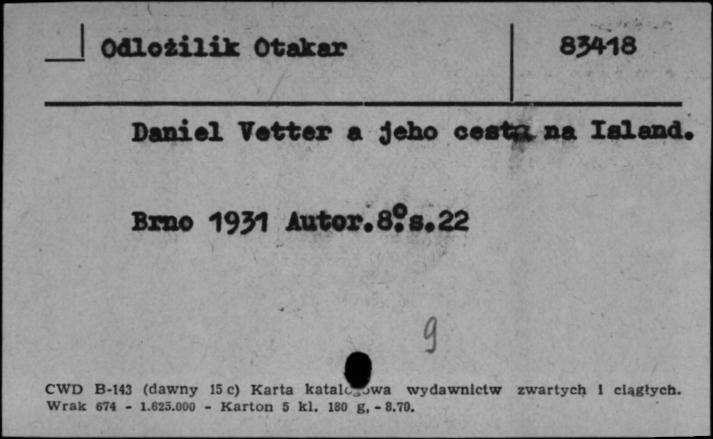 Odložilik Otakar 83418
Daniel Vetter a jeho cesta na Island.
Brno 1931 Autor.8°.s.22
9
CWD B-143 (dawny 15 c) Karta katalogowa wydawnictw zwartych i ciągłych.
Wrak 674 - 1.625.000 - Karton 5 kl. 180 g, - 8.70.